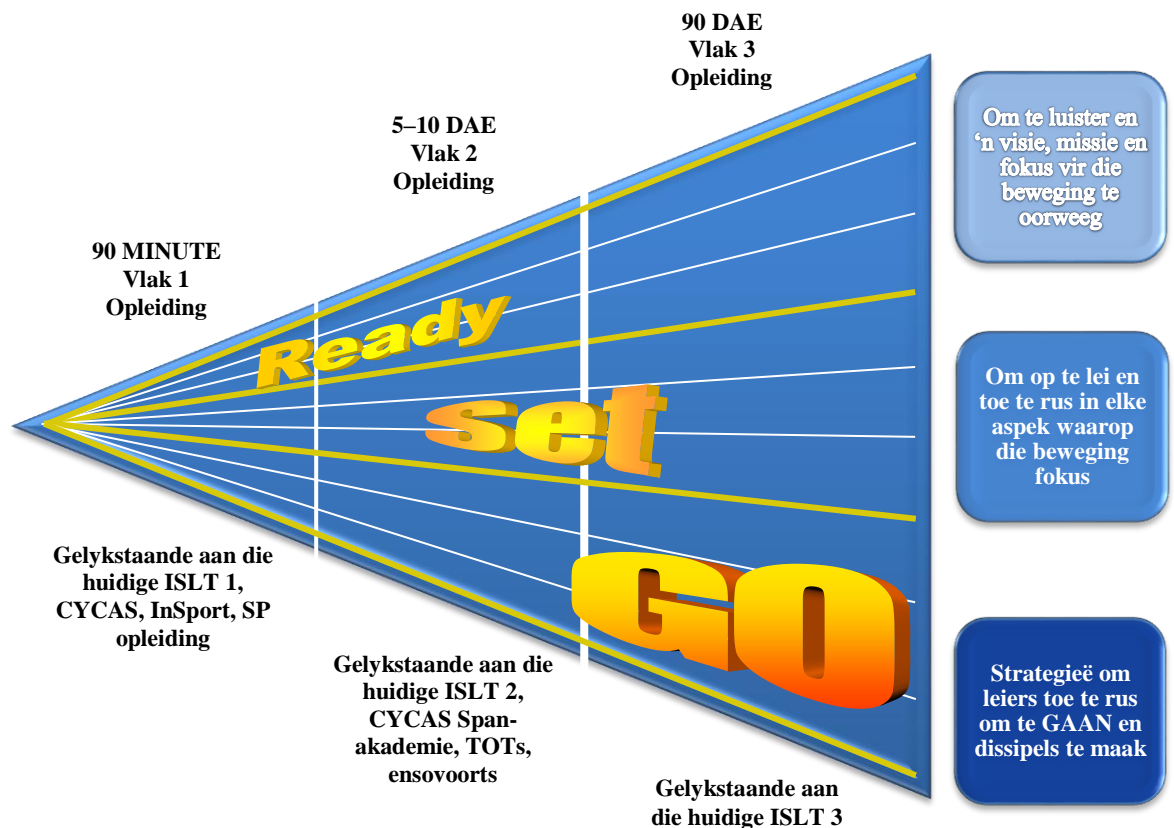 90 DAE
Vlak 3
Opleiding
5–10 DAE
Vlak 2
Opleiding
90 MINUTE
Vlak 1
Opleiding
Ready
set
GO
Om te luister en
‘n visie, missie en
fokus vir die
beweging te
oorweeg
Om op te lei en
toe te rus in elke
aspek waarop
die beweging
fokus
Strategieë om
leiers toe te rus
om te GAAN en
dissipels te maak
Gelykstaande aan die
huidige ISLT 1,
CYCAS, InSport, SP
opleiding
Gelykstaande aan die
huidige ISLT 2,
CYCAS Span-
akademie, TOTs,
ensovoorts
Gelykstaande aan
die huidige ISLT 3